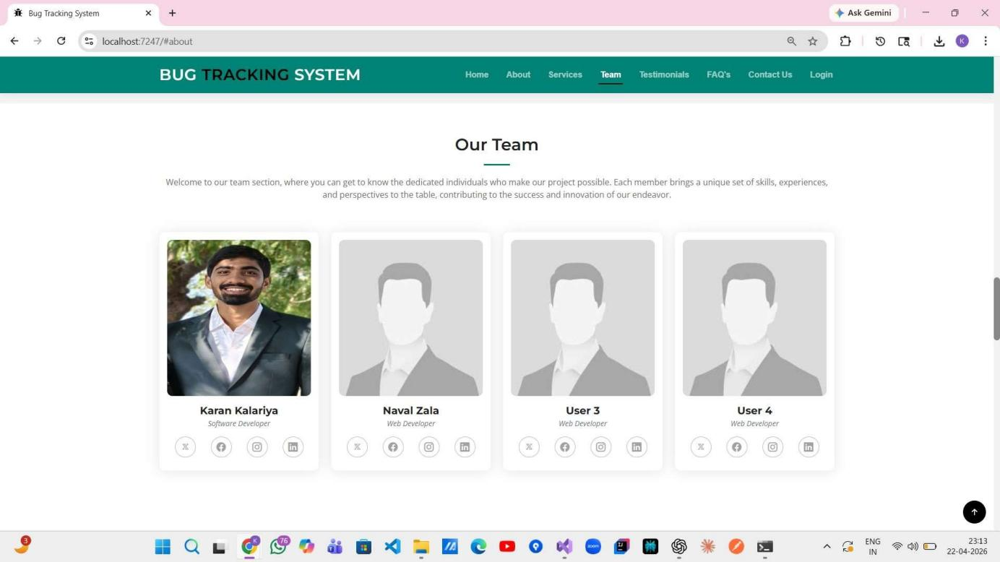 Bug Tracking System
Ask Gemini
localhost:7247/#about
K
BUG TRACKING SYSTEM
Home
About
Services
Team
Testimonials
FAQ's
Contact Us
Login
Our Team
Welcome to our team section, where you can get to know the dedicated individuals who make our project possible. Each member brings a unique set of skills, experiences,
and perspectives to the table, contributing to the success and innovation of our endeavor.
Karan Kalariya
Software Developer
Naval Zala
Web Developer
User 3
Web Developer
User 4
Web Developer
3
K
76
zoom
IJ
ENG
IN
23:13
22-04-2026